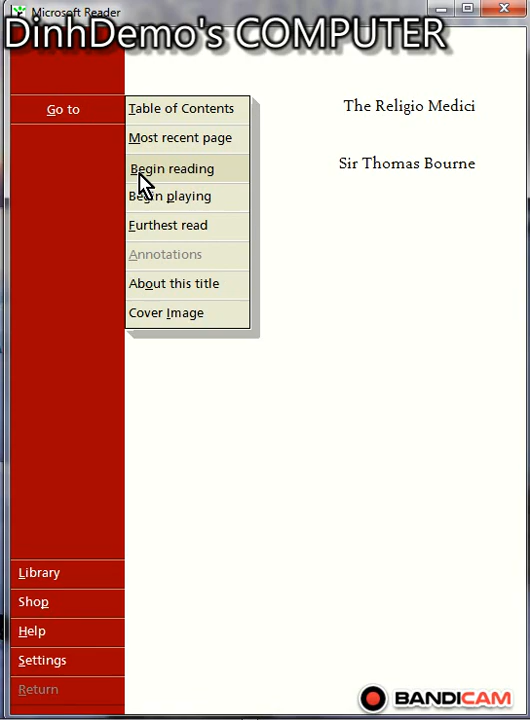 Microsoft Reader
DinhDemo's COMPUTER
Go to
Table of Contents
Most recent page
Begin reading
Begin playing
Furthest read
Annotations
About this title
Cover Image
The Religio Medici
Sir Thomas Bourne
Library
Shop
Help
Settings
Return
BANDICAM